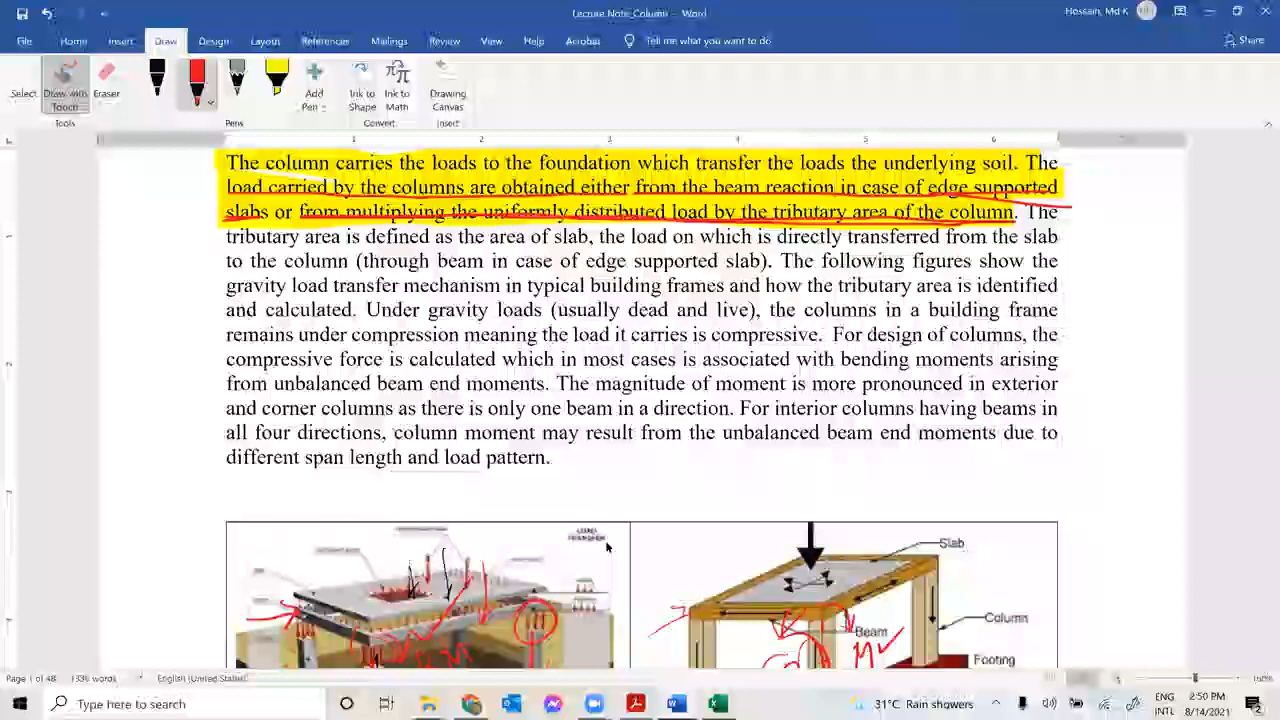 Lecture Note Column - Word
Hossain, Md K
File Home Insert Draw Design Layout References Mailings Review View Help Acrobat Tell me what you want to do
Share
Select Draw with Touch Eraser
Add Pen
Ink to Shape
Ink to Math
Drawing Canvas
Tools Pens Convert Insert
1 2 3 4 5 6
The column carries the loads to the foundation which transfer the loads the underlying soil. The
load carried by the columns are obtained either from the beam reaction in case of edge supported
slabs or from multiplying the uniformly distributed load by the tributary area of the column. The
tributary area is defined as the area of slab, the load on which is directly transferred from the slab
to the column (through beam in case of edge supported slab). The following figures show the
gravity load transfer mechanism in typical building frames and how the tributary area is identified
and calculated. Under gravity loads (usually dead and live), the columns in a building frame
remains under compression meaning the load it carries is compressive. For design of columns, the
compressive force is calculated which in most cases is associated with bending moments arising
from unbalanced beam end moments. The magnitude of moment is more pronounced in exterior
and corner columns as there is only one beam in a direction. For interior columns having beams in
all four directions, column moment may result from the unbalanced beam end moments due to
different span length and load pattern.
LOAD
TRANSFER
Slab
Column
Beam
M
Footing
Page 1 of 48 1336 words English (United States)
Type here to search
31°C Rain showers
ENG
INTL
2:50 PM
8/14/2021
2